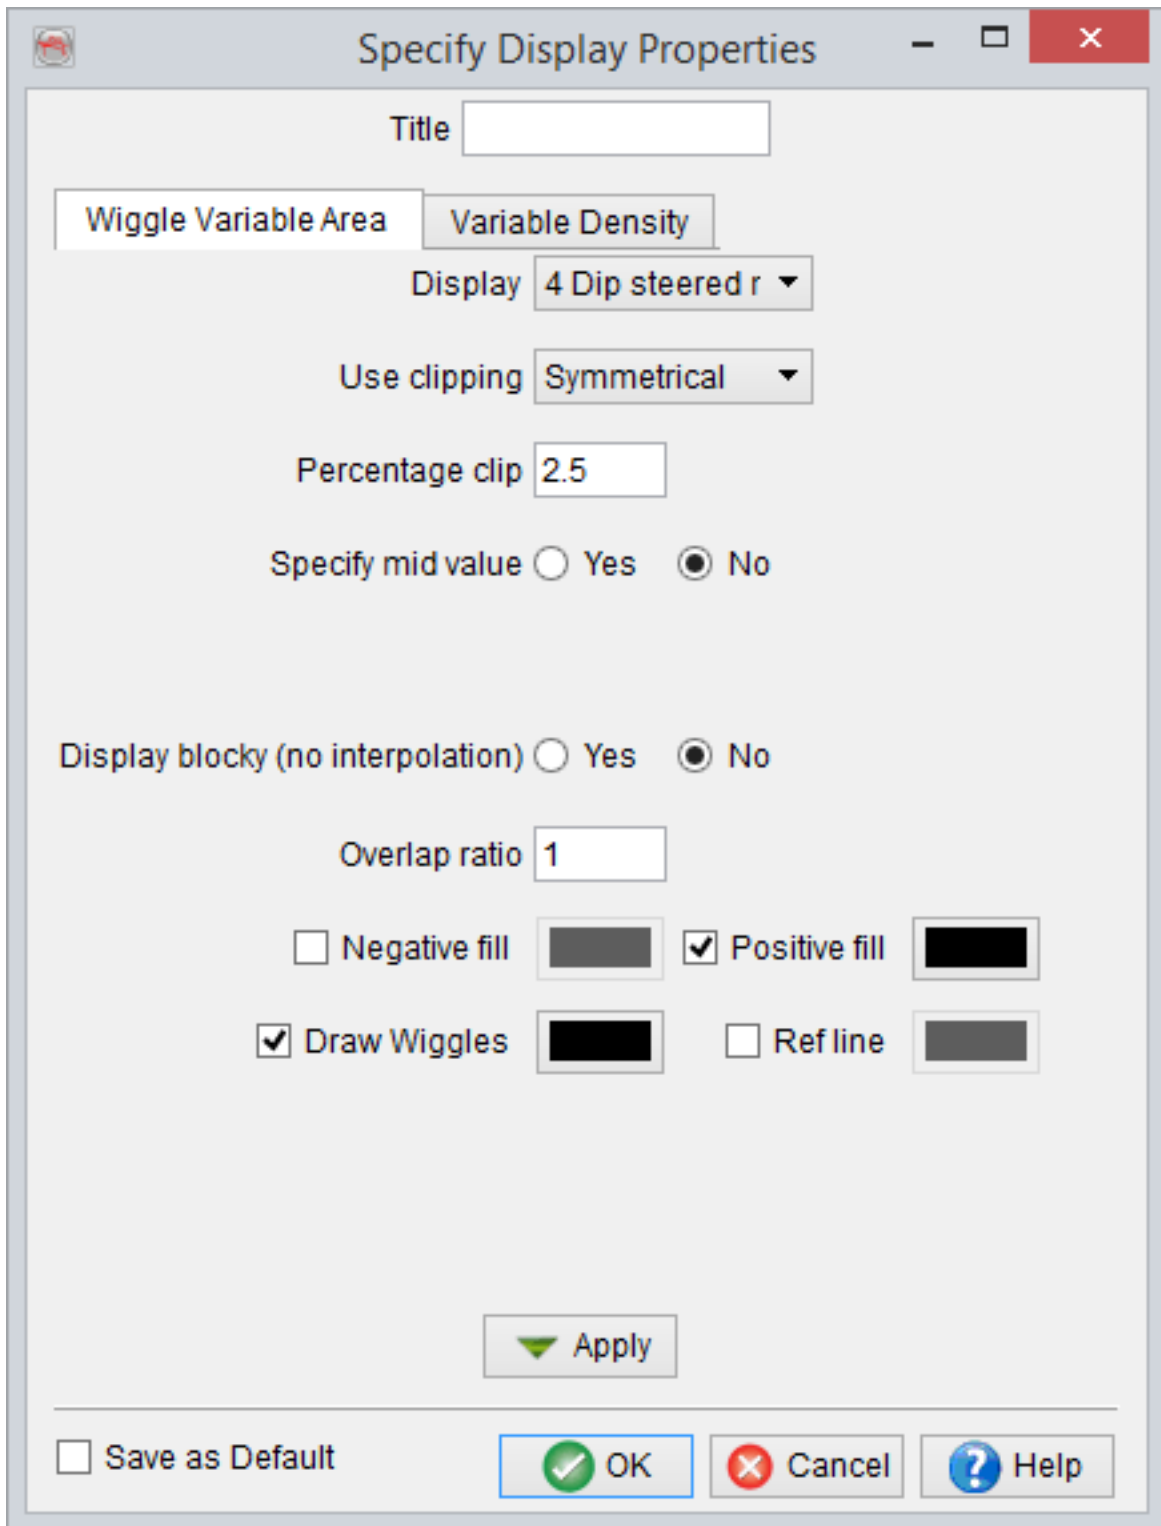 Specify Display Properties
Title
Wiggle Variable Area Variable Density
Display 4 Dip steered r
Use clipping Symmetrical
Percentage clip 2.5
Specify mid value Yes No
Display blocky (no interpolation) Yes No
Overlap ratio 1
Negative fill Positive fill
Draw Wiggles Ref line
Apply
Save as Default OK Cancel Help